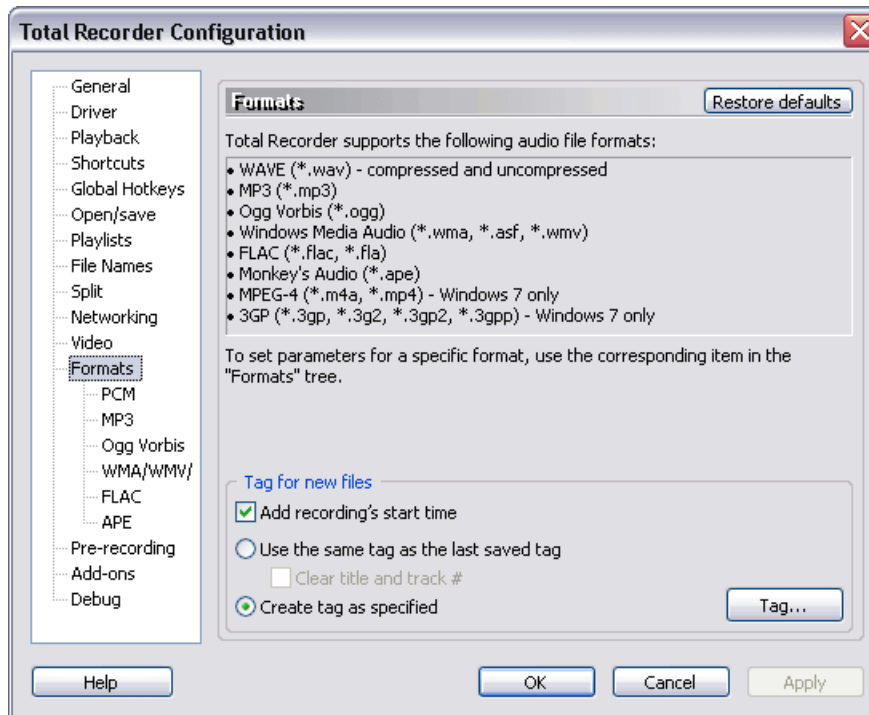 Total Recorder Configuration
General
Driver
Playback
Shortcuts
Global Hotkeys
Open/save
Playlists
File Names
Split
Networking
Video
Formats
PCM
MP3
Ogg Vorbis
WMA/WMV/
FLAC
APE
Pre-recording
Add-ons
Debug
Formats
Restore defaults
Total Recorder supports the following audio file formats:
• WAVE (*.wav) - compressed and uncompressed
• MP3 (*.mp3)
• Ogg Vorbis (*.ogg)
• Windows Media Audio (*.wma, *.asf, *.wmv)
• FLAC (*.flac, *.fla)
• Monkey's Audio (*.ape)
• MPEG-4 (*.m4a, *.mp4) - Windows 7 only
• 3GP (*.3gp, *.3g2, *.3gp2, *.3gpp) - Windows 7 only
To set parameters for a specific format, use the corresponding item in the
"Formats" tree.
Tag for new files
Add recording's start time
Use the same tag as the last saved tag
Clear title and track #
Create tag as specified
Tag...
Help
OK
Cancel
Apply